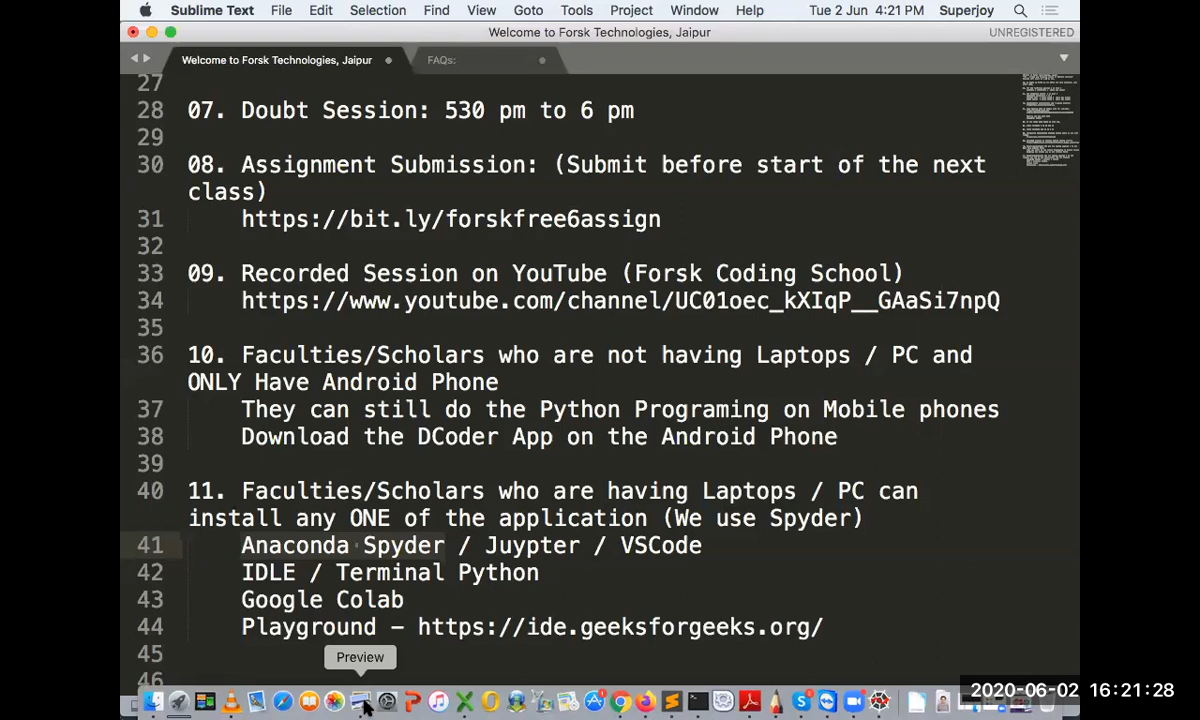 Sublime Text File Edit Selection Find View Goto Tools Project Window Help Tue 2 Jun 4:21 PM Superjoy
Welcome to Forsk Technologies, Jaipur UNREGISTERED
Welcome to Forsk Technologies, Jaipur FAQs:
27
28 07. Doubt Session: 530 pm to 6 pm
29
30 08. Assignment Submission: (Submit before start of the next
class)
31 https://bit.ly/forskfree6assign
32
33 09. Recorded Session on YouTube (Forsk Coding School)
34 https://www.youtube.com/channel/UC01oec_kXIqP__GAaSi7npQ
35
36 10. Faculties/Scholars who are not having Laptops / PC and
ONLY Have Android Phone
37 They can still do the Python Programing on Mobile phones
38 Download the DCoder App on the Android Phone
39
40 11. Faculties/Scholars who are having Laptops / PC can
install any ONE of the application (We use Spyder)
41 Anaconda Spyder / Juypter / VSCode
42 IDLE / Terminal Python
43 Google Colab
44 Playground - https://ide.geeksforgeeks.org/
45
46
Preview
2020-06-02 16:21:28